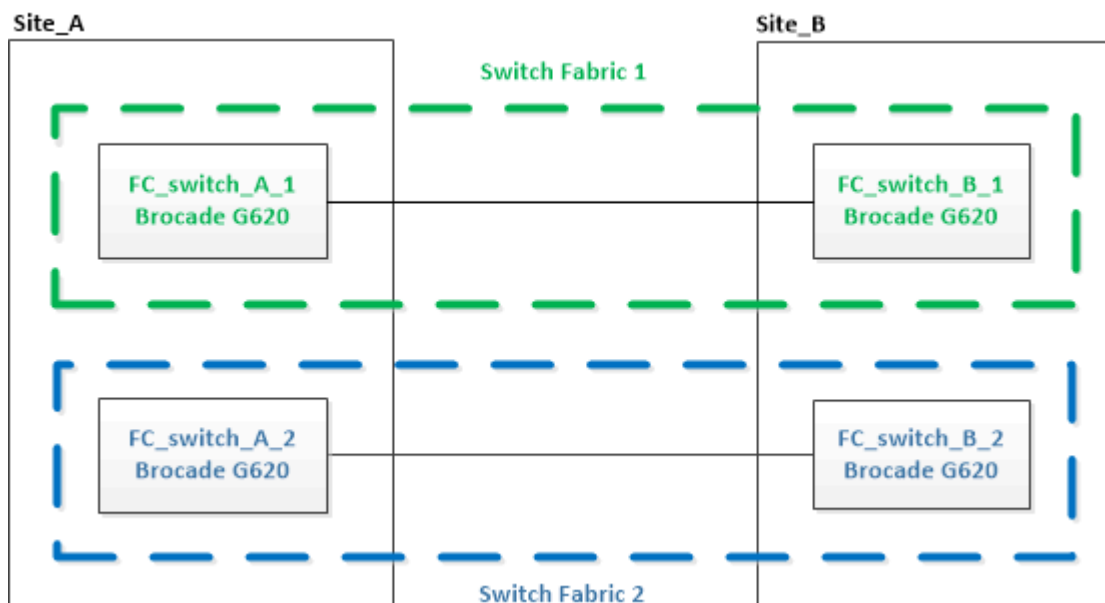 Site_A
Site_B
Switch Fabric 1
FC_switch_A_1
Brocade G620
FC_switch_B_1
Brocade G620
FC_switch_A_2
Brocade G620
FC_switch_B_2
Brocade G620
Switch Fabric 2